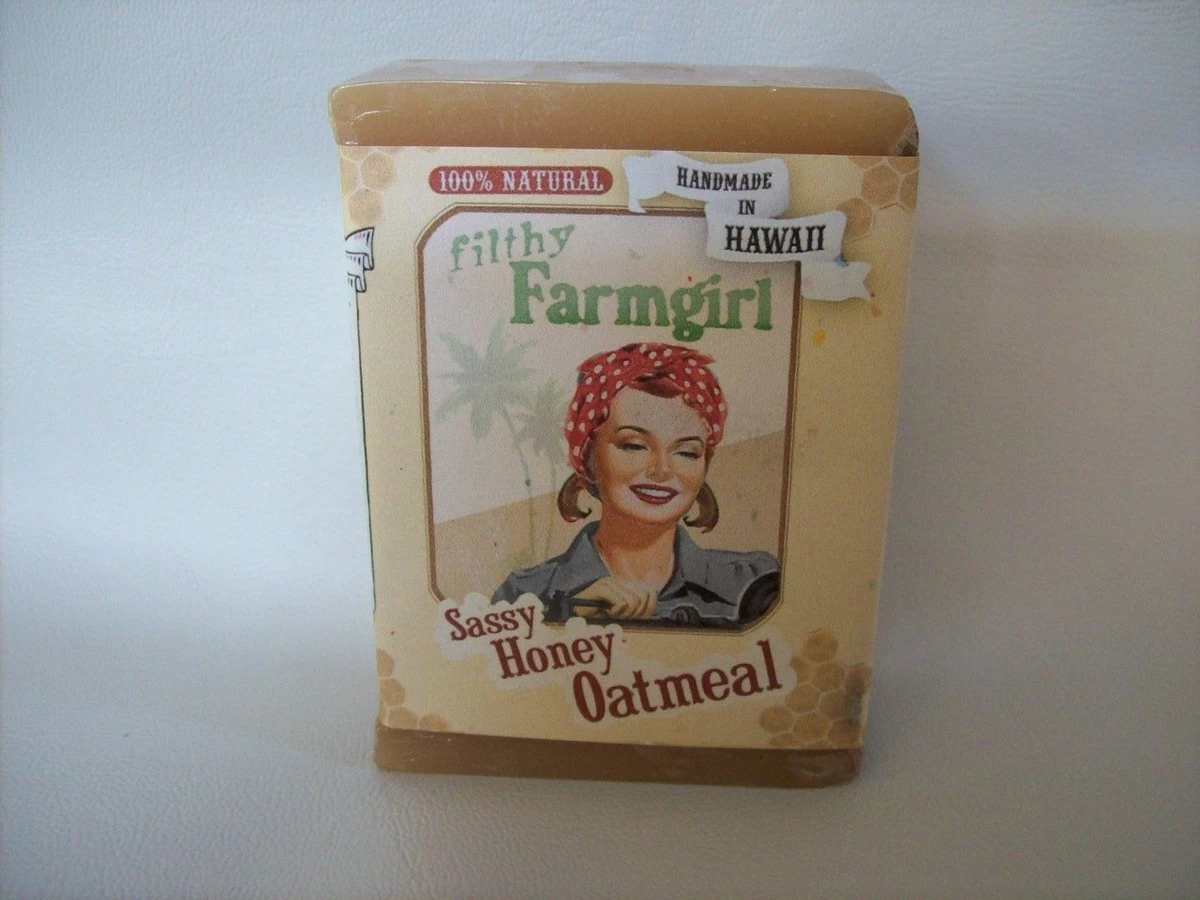 100% NATURAL
HANDMADE
IN
HAWAII
filthy
Farmgirl
Sassy
Honey
Oatmeal